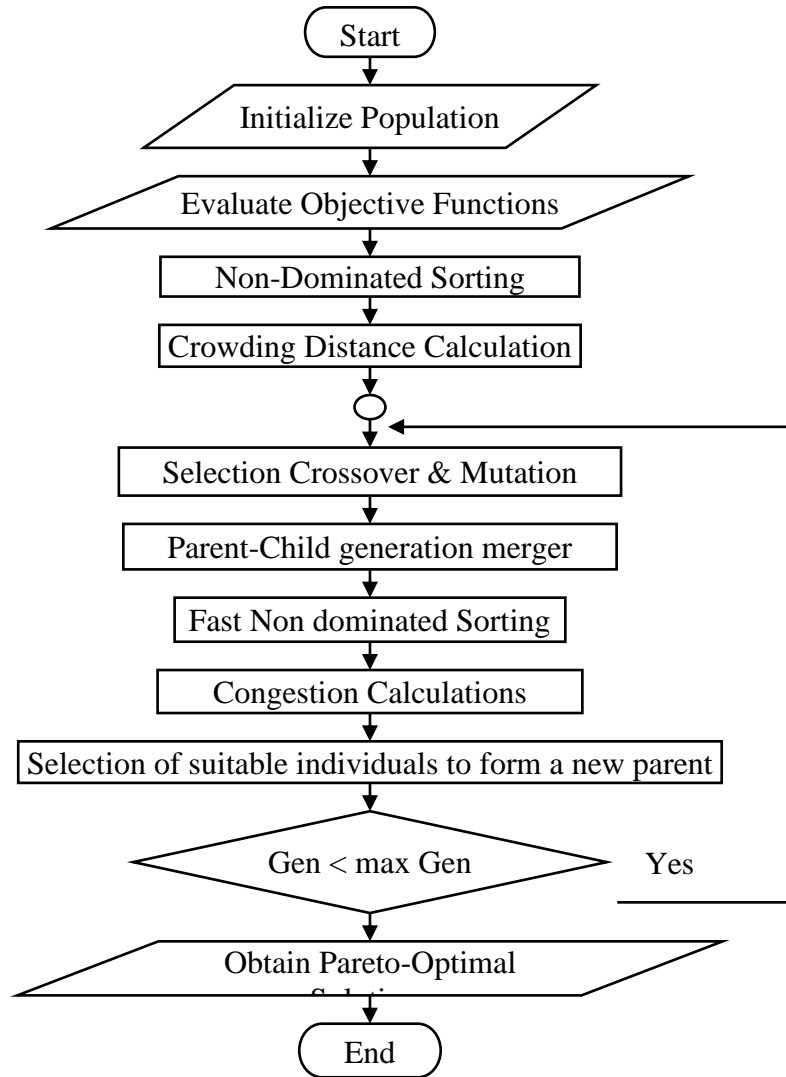 Start
Initialize Population
Evaluate Objective Functions
Non-Dominated Sorting
Crowding Distance Calculation
Selection Crossover & Mutation
Parent-Child generation merger
Fast Non dominated Sorting
Congestion Calculations
Selection of suitable individuals to form a new parent
Gen < max Gen
Yes
Obtain Pareto-Optimal
End